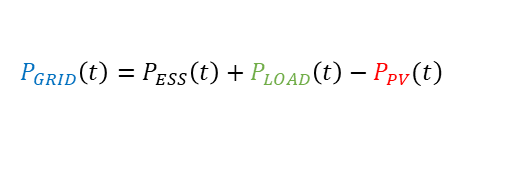 P_GRID(t) = P_ESS(t) + P_LOAD(t) − P_PV(t)